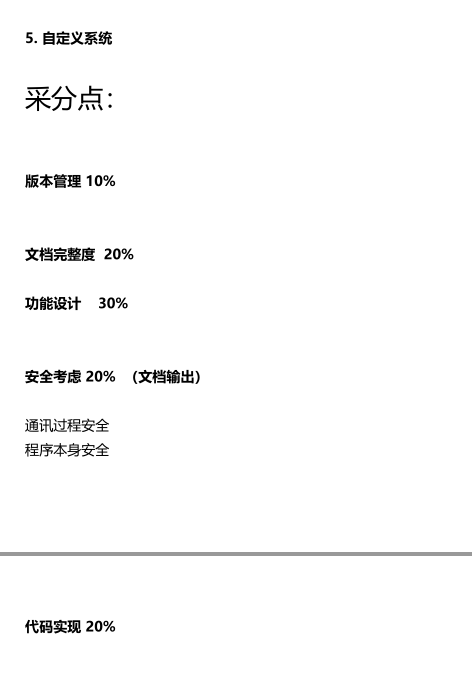 5. 自定义系统
采分点：
版本管理 10%
文档完整度 20%
功能设计 30%
安全考虑 20% （文档输出）
通讯过程安全
程序本身安全
代码实现 20%